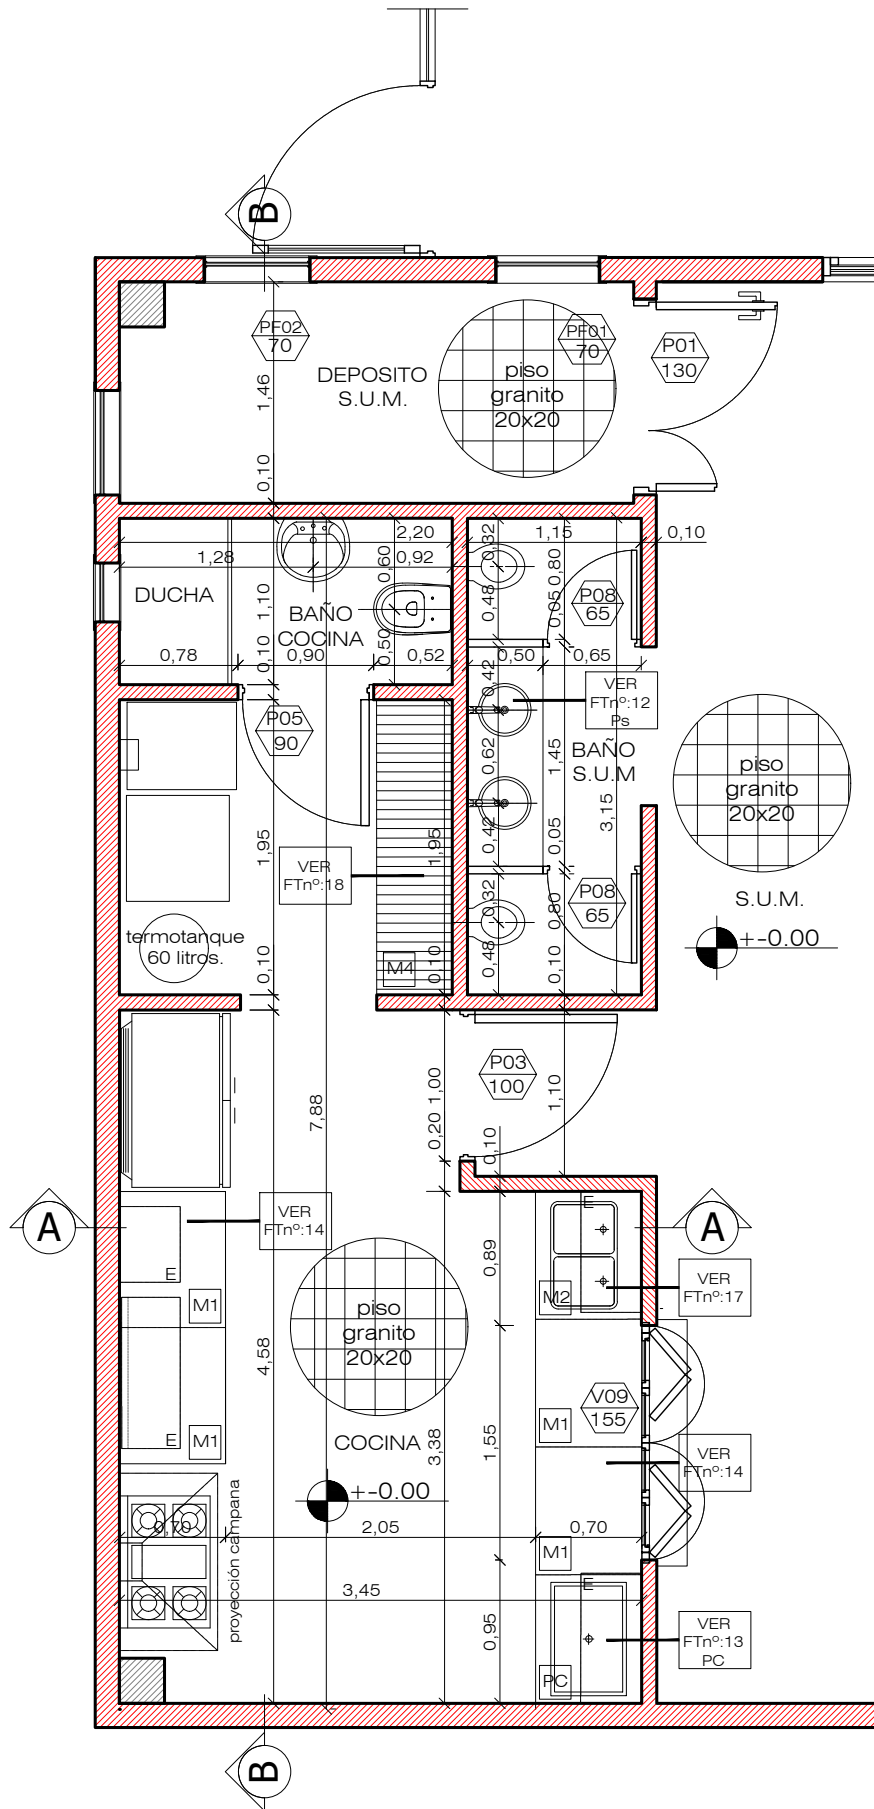 B
PF02
70
PF01
70
P01
130
DEPOSITO
S.U.M.
piso
granito
20x20
1,46
0,10
2,20
1,15
0,10
1,28
0,92
0,32
0,80
0,60
DUCHA
BAÑO
COCINA
1,10
0,48
0,05
P08
65
0,10
0,50
0,78
0,90
0,52
0,50
0,65
0,42
VER
FTnº:12
Ps
P05
90
BAÑO
S.U.M
0,62
1,45
3,15
piso
granito
20x20
1,95
1,95
0,42
0,05
VER
FTnº:18
P08
65
S.U.M.
+-0.00
0,32
0,80
termotanque
60 litros.
M4
0,10
0,10
0,48
0,10
P03
100
1,00
1,10
7,88
0,20
0,10
A
VER
FTnº:14
E
A
E
M1
0,89
M2
VER
FTnº:17
piso
granito
20x20
4,58
V09
155
E
M1
COCINA
3,38
1,55
M1
VER
FTnº:14
+-0.00
0,70
2,05
0,70
M1
proyección campana
3,45
E
0,95
VER
FTnº:13
PC
PC
B